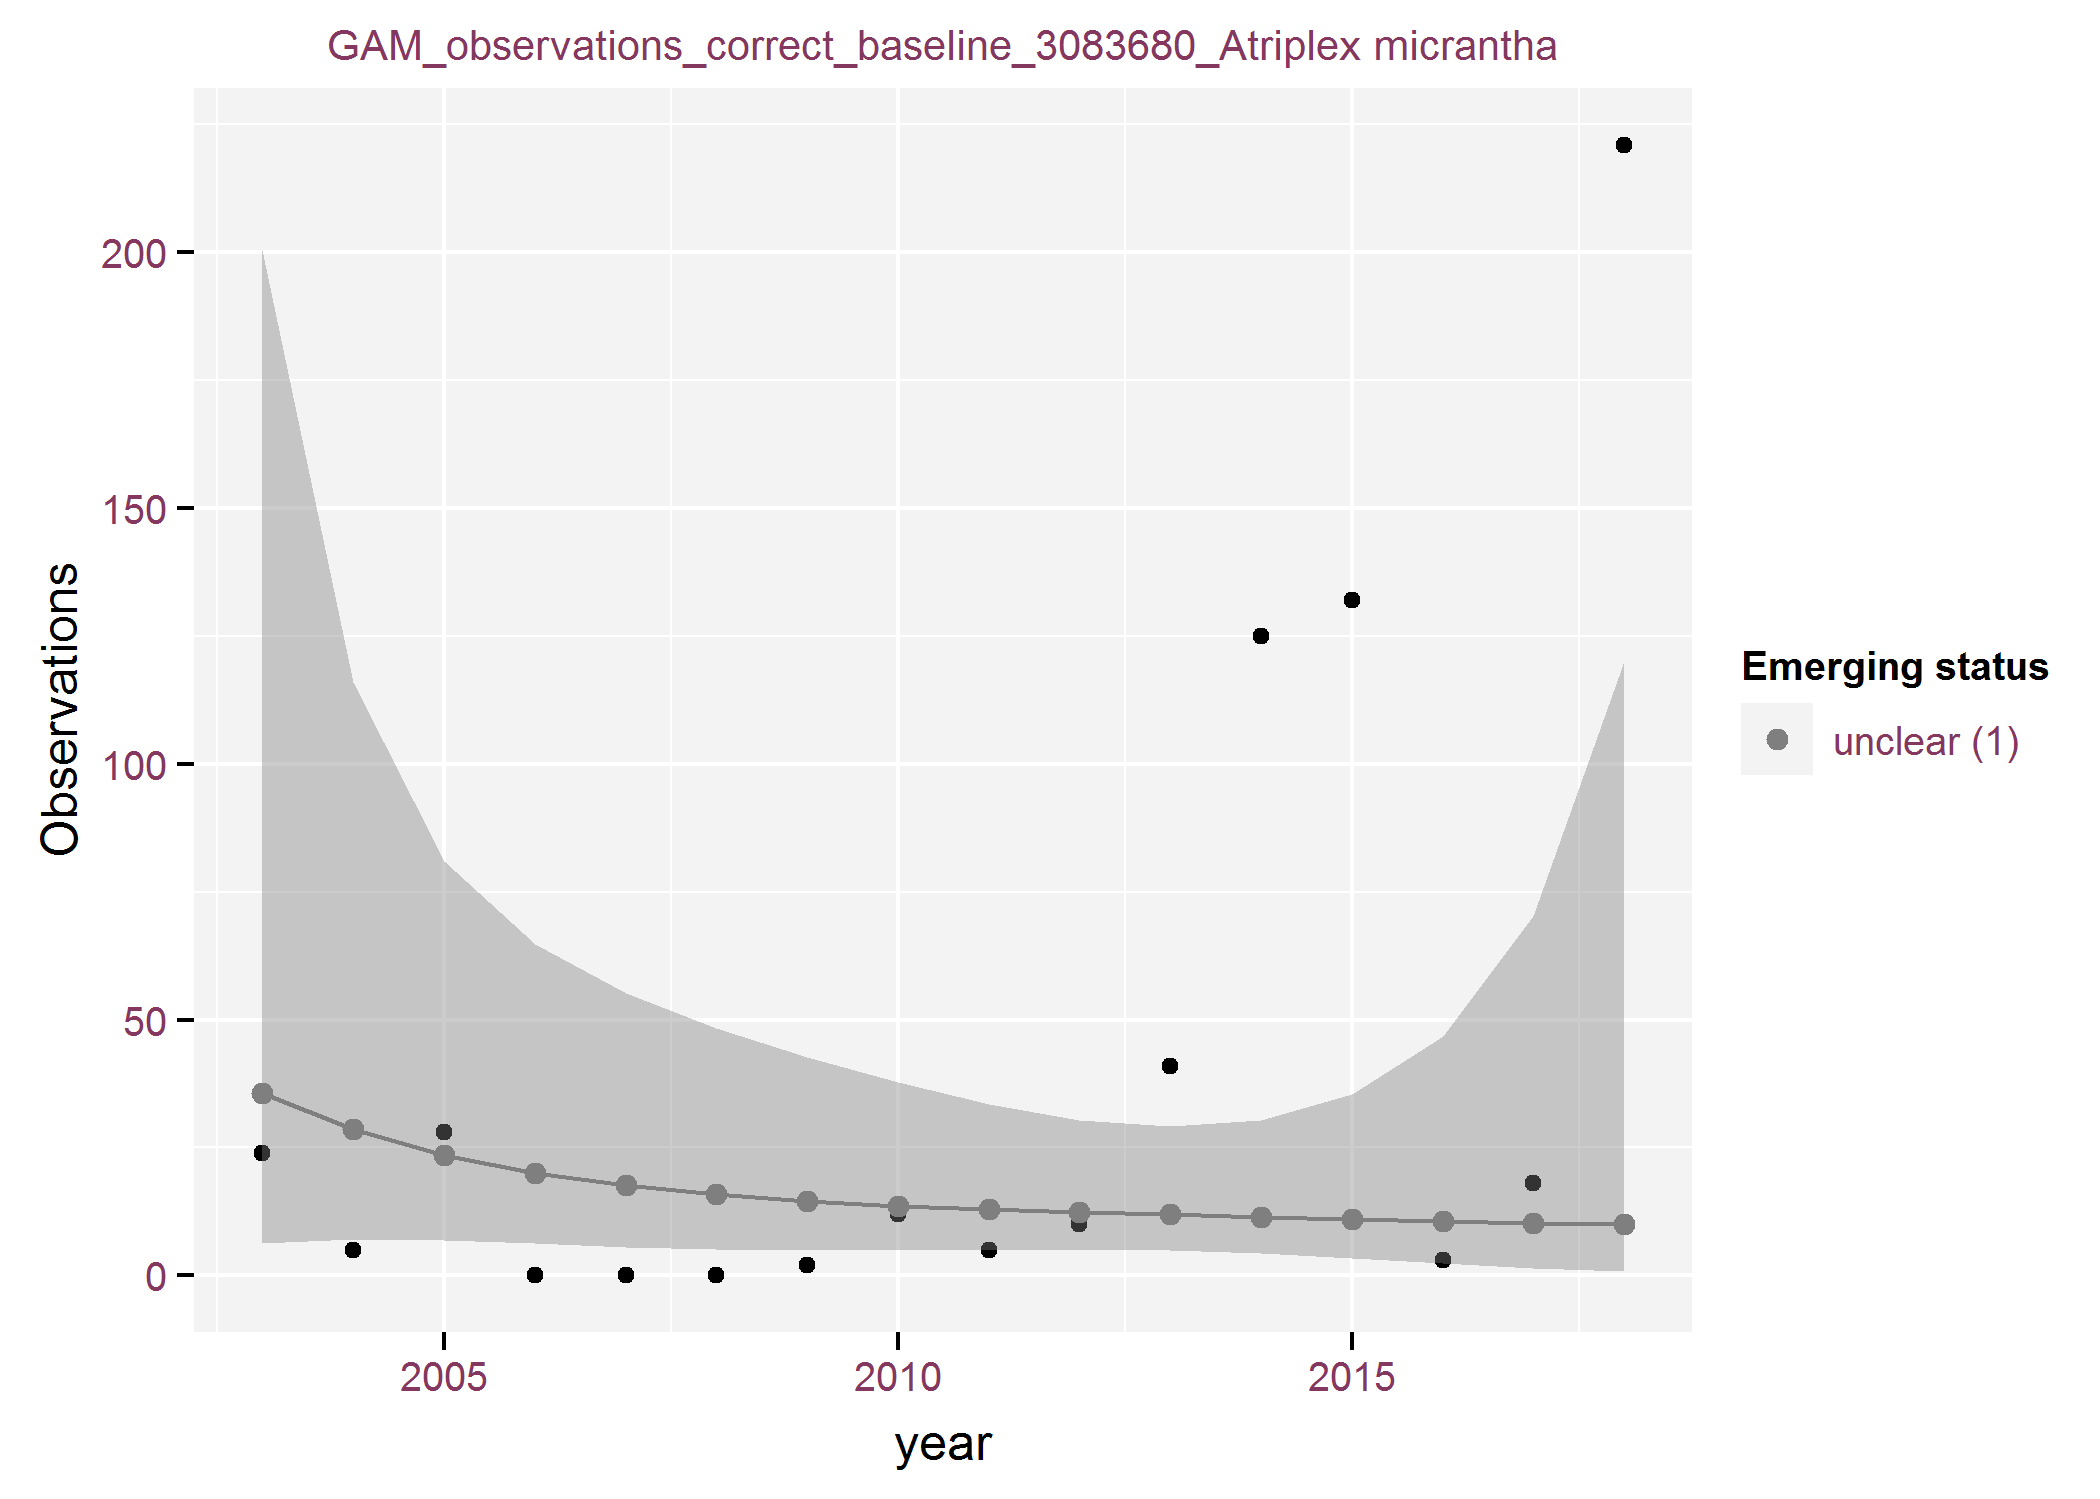 GAM_observations_correct_baseline_3083680_Atriplex micrantha
200
150
100
50
0
Observations
2005 2010 2015
year
Emerging status
unclear (1)